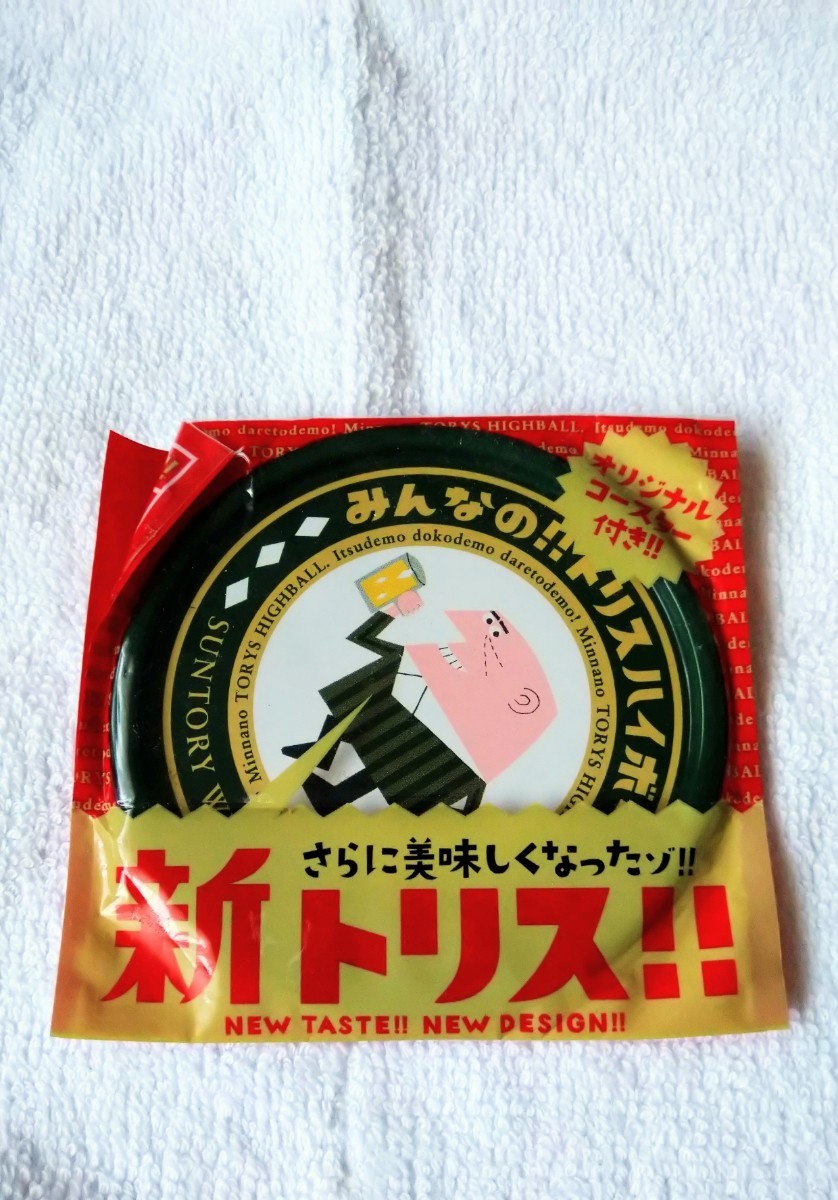 mo daretodemo! Minnano TORYS HIGHBALL. Itsudemo dokodem
オリジナル
コースター
付き!!
みんなの!!トリスハイボ
SUNTORY W
Minnano TORYS HIGHBALL. Itsudemo dokodemo daretodemo! Minnano TORYS HIG
さらに美味しくなったゾ!!
新トリス!!
NEW TASTE!! NEW DESIGN!!